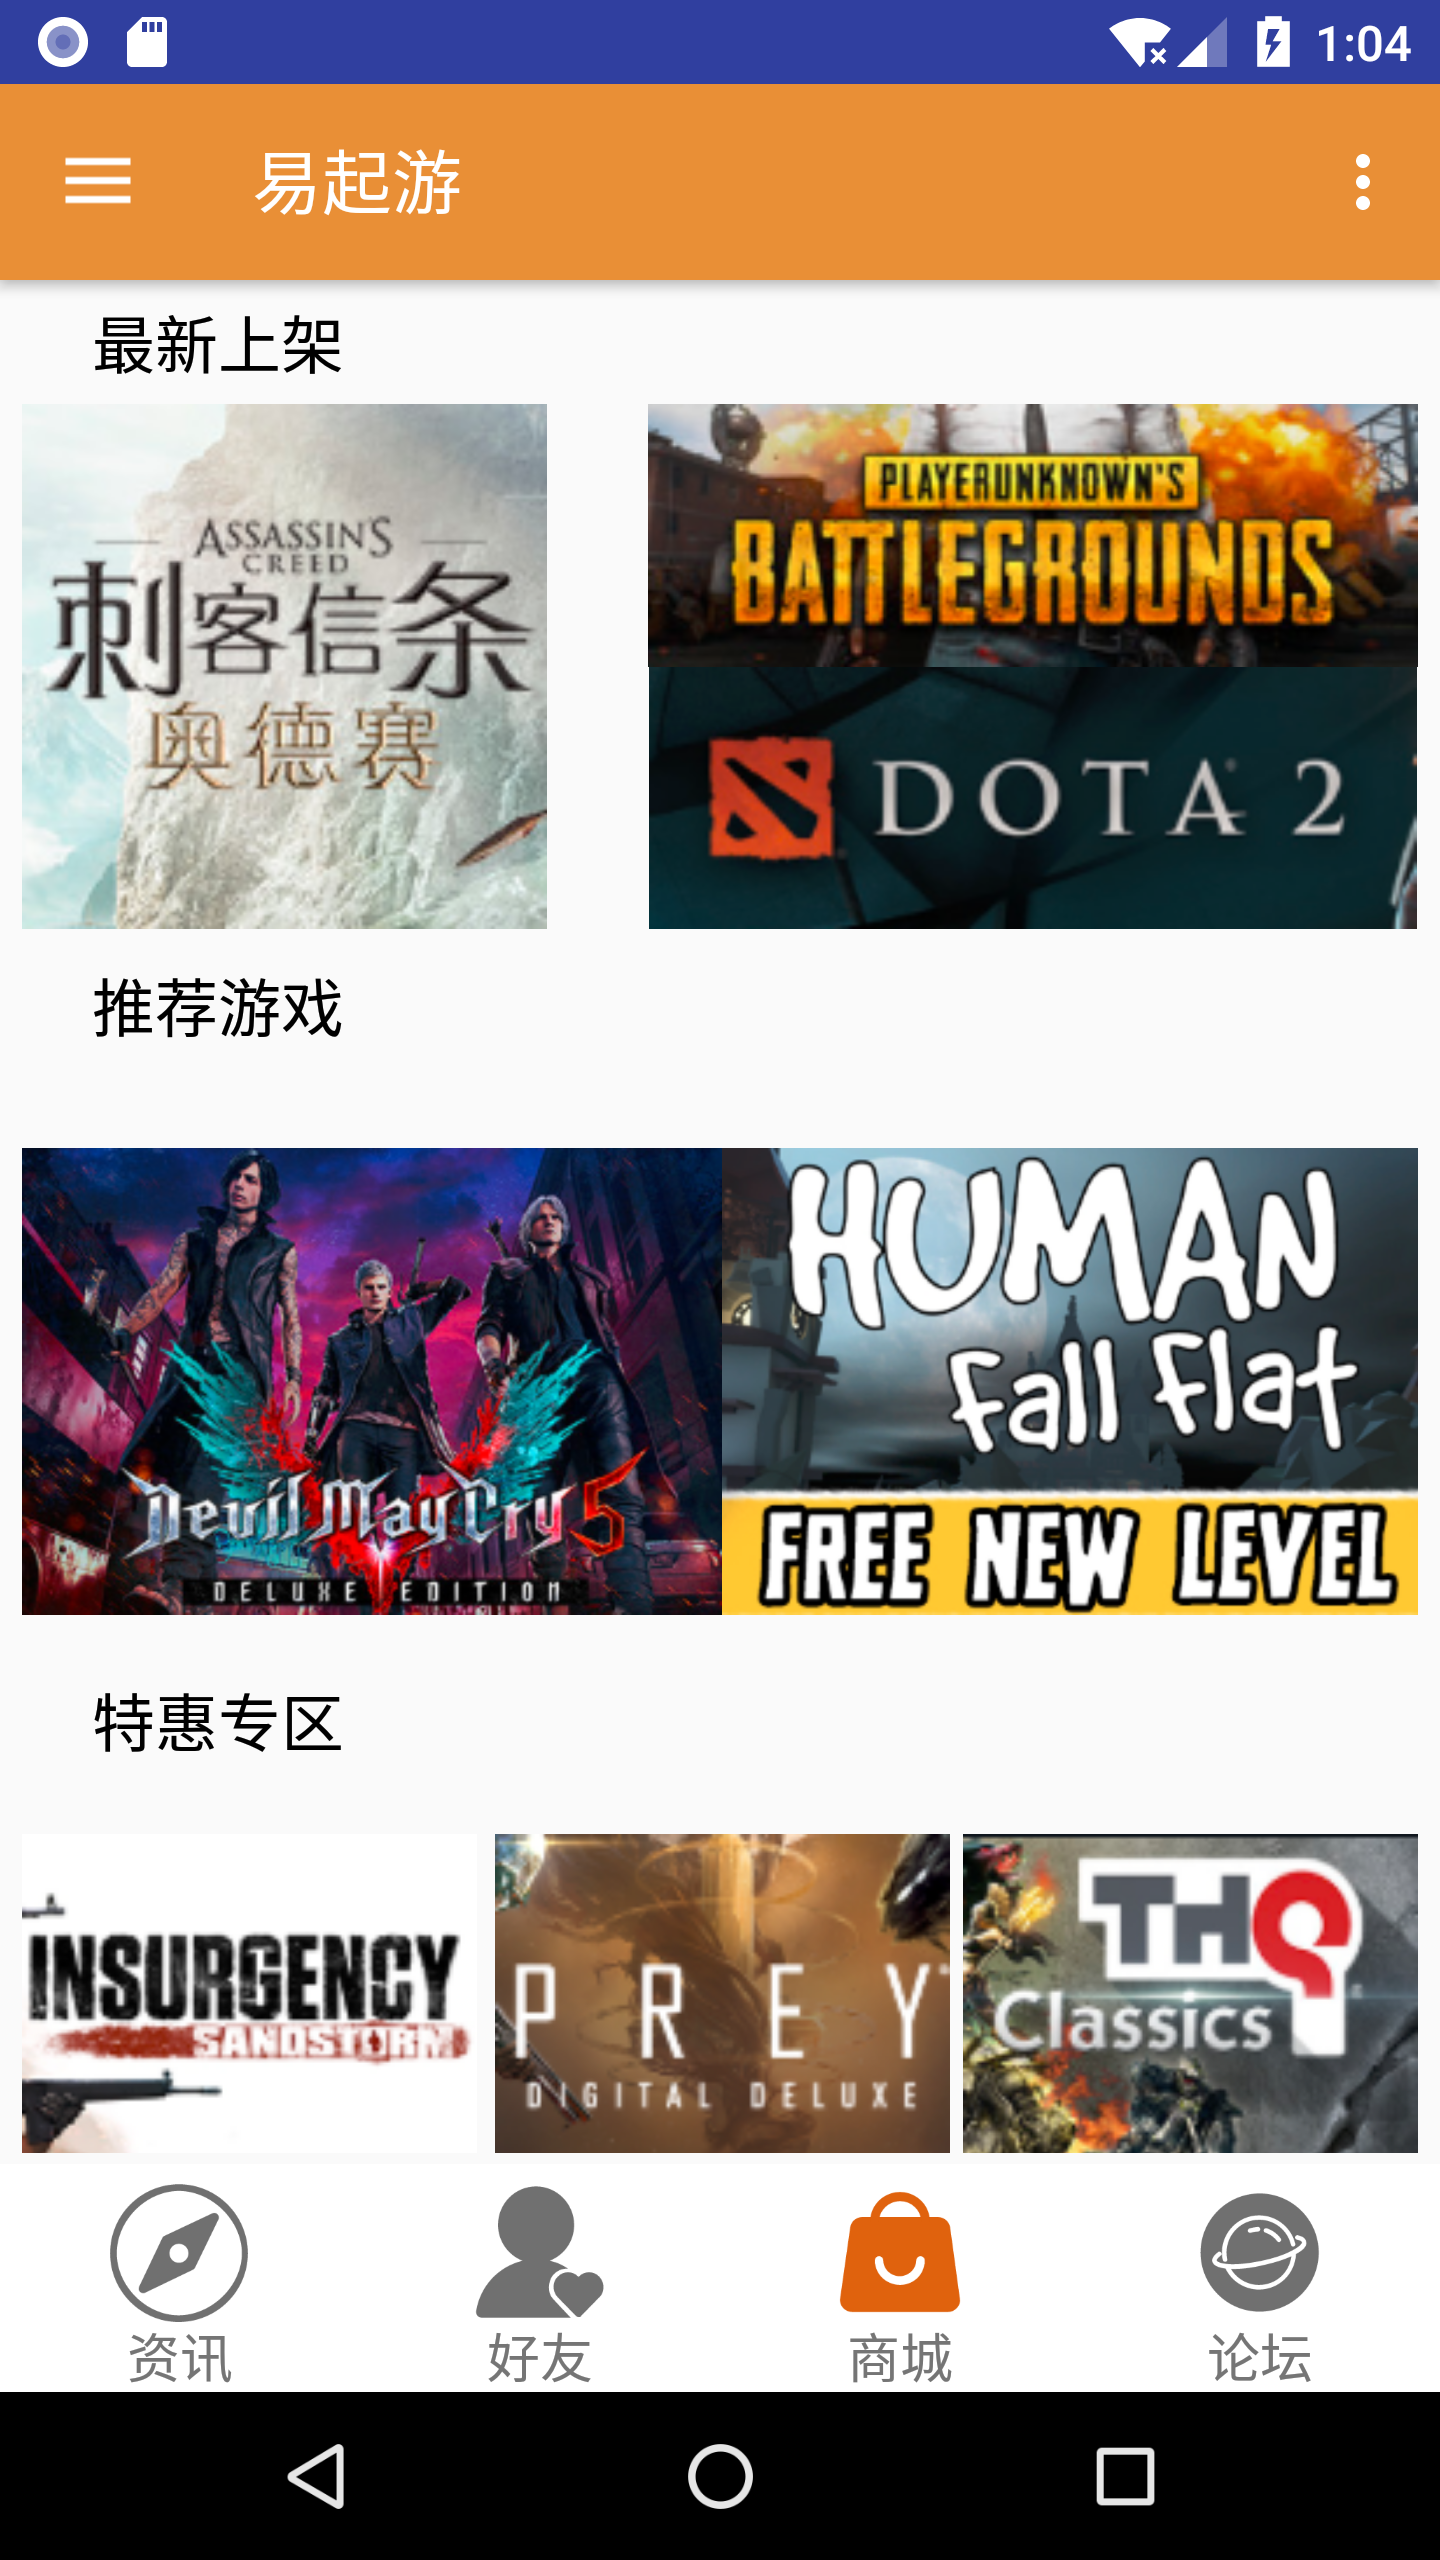 1:04
易起游
最新上架
ASSASSIN'S
CREED
刺客信条
奥德赛
PLAYERUNKNOWN'S
BATTLEGROUNDS
DOTA 2
推荐游戏
Devil May Cry 5
DELUXE EDITION
HUMAN
fall flat
FREE NEW LEVEL
特惠专区
INSURGENCY
SANDSTORM
PREY
DIGITAL DELUXE
THQ
Classics
资讯
好友
商城
论坛